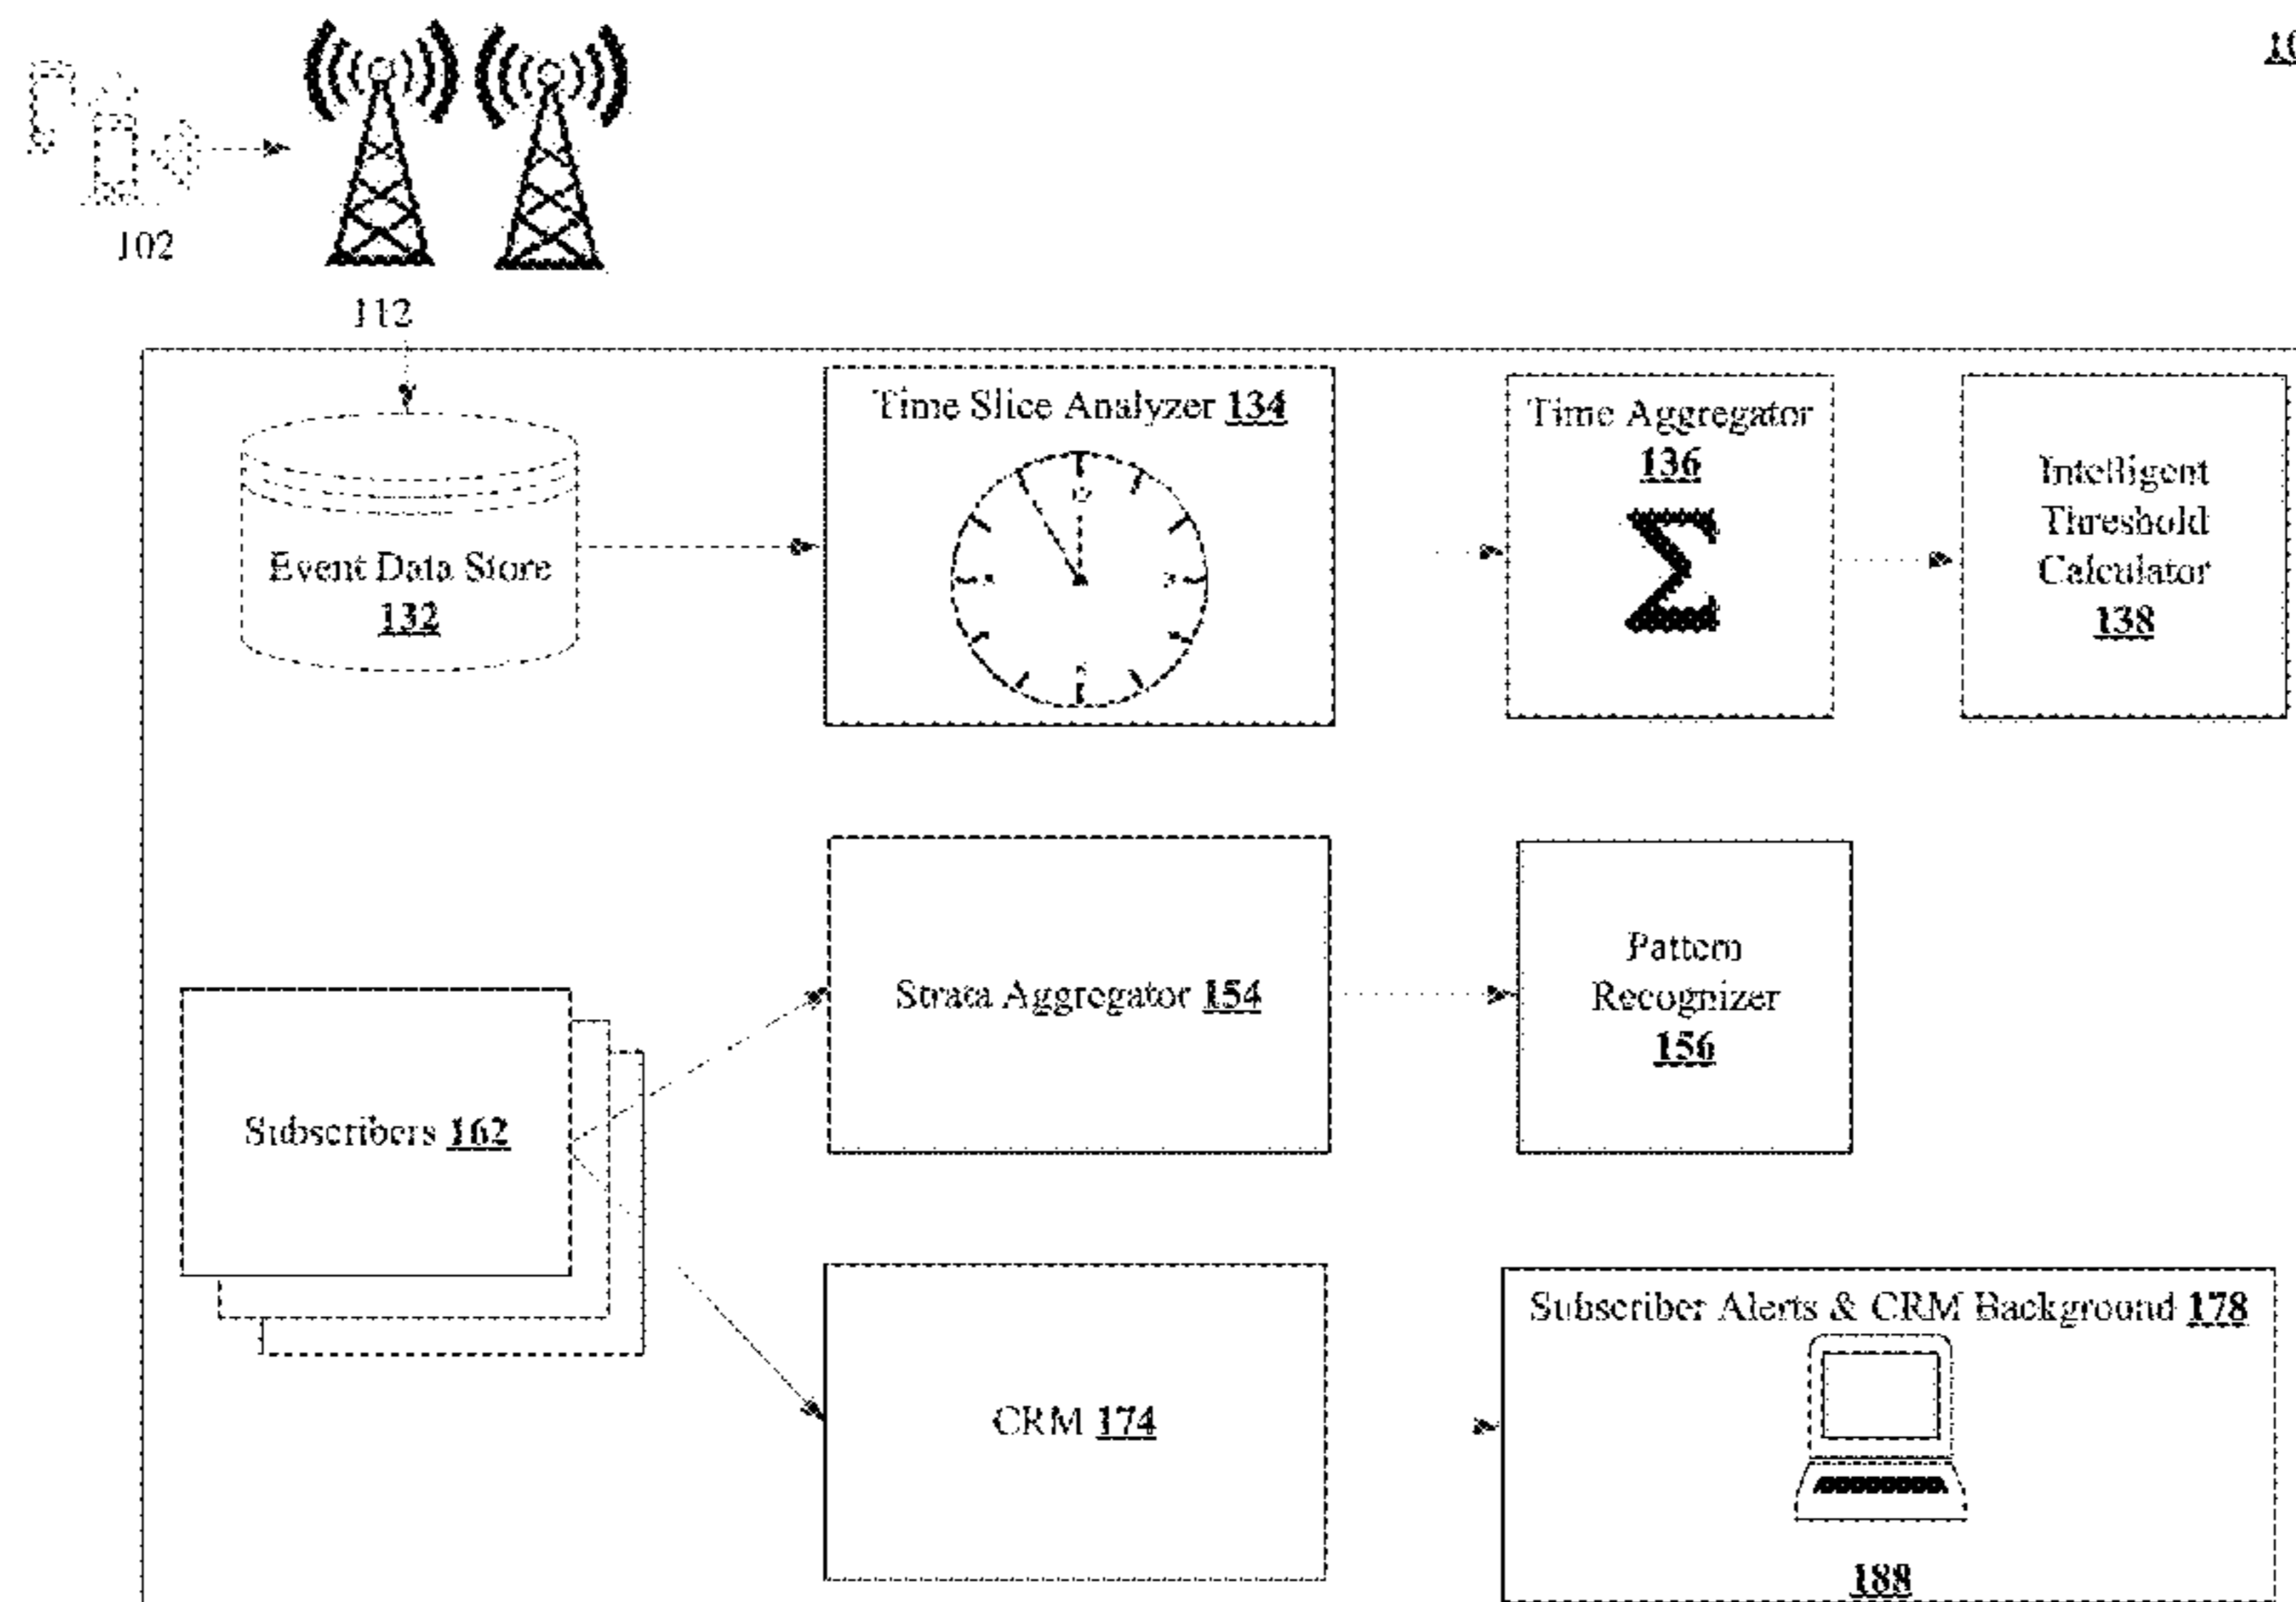 102
112
Time Slice Analyzer 134
Time Aggregator
136
Σ
Intelligent
Threshold
Calculator
138
Event Data Store
132
Strata Aggregator 154
Pattern
Recognizer
156
Subscribers 162
CRM 174
Subscriber Alerts & CRM Background 178
188